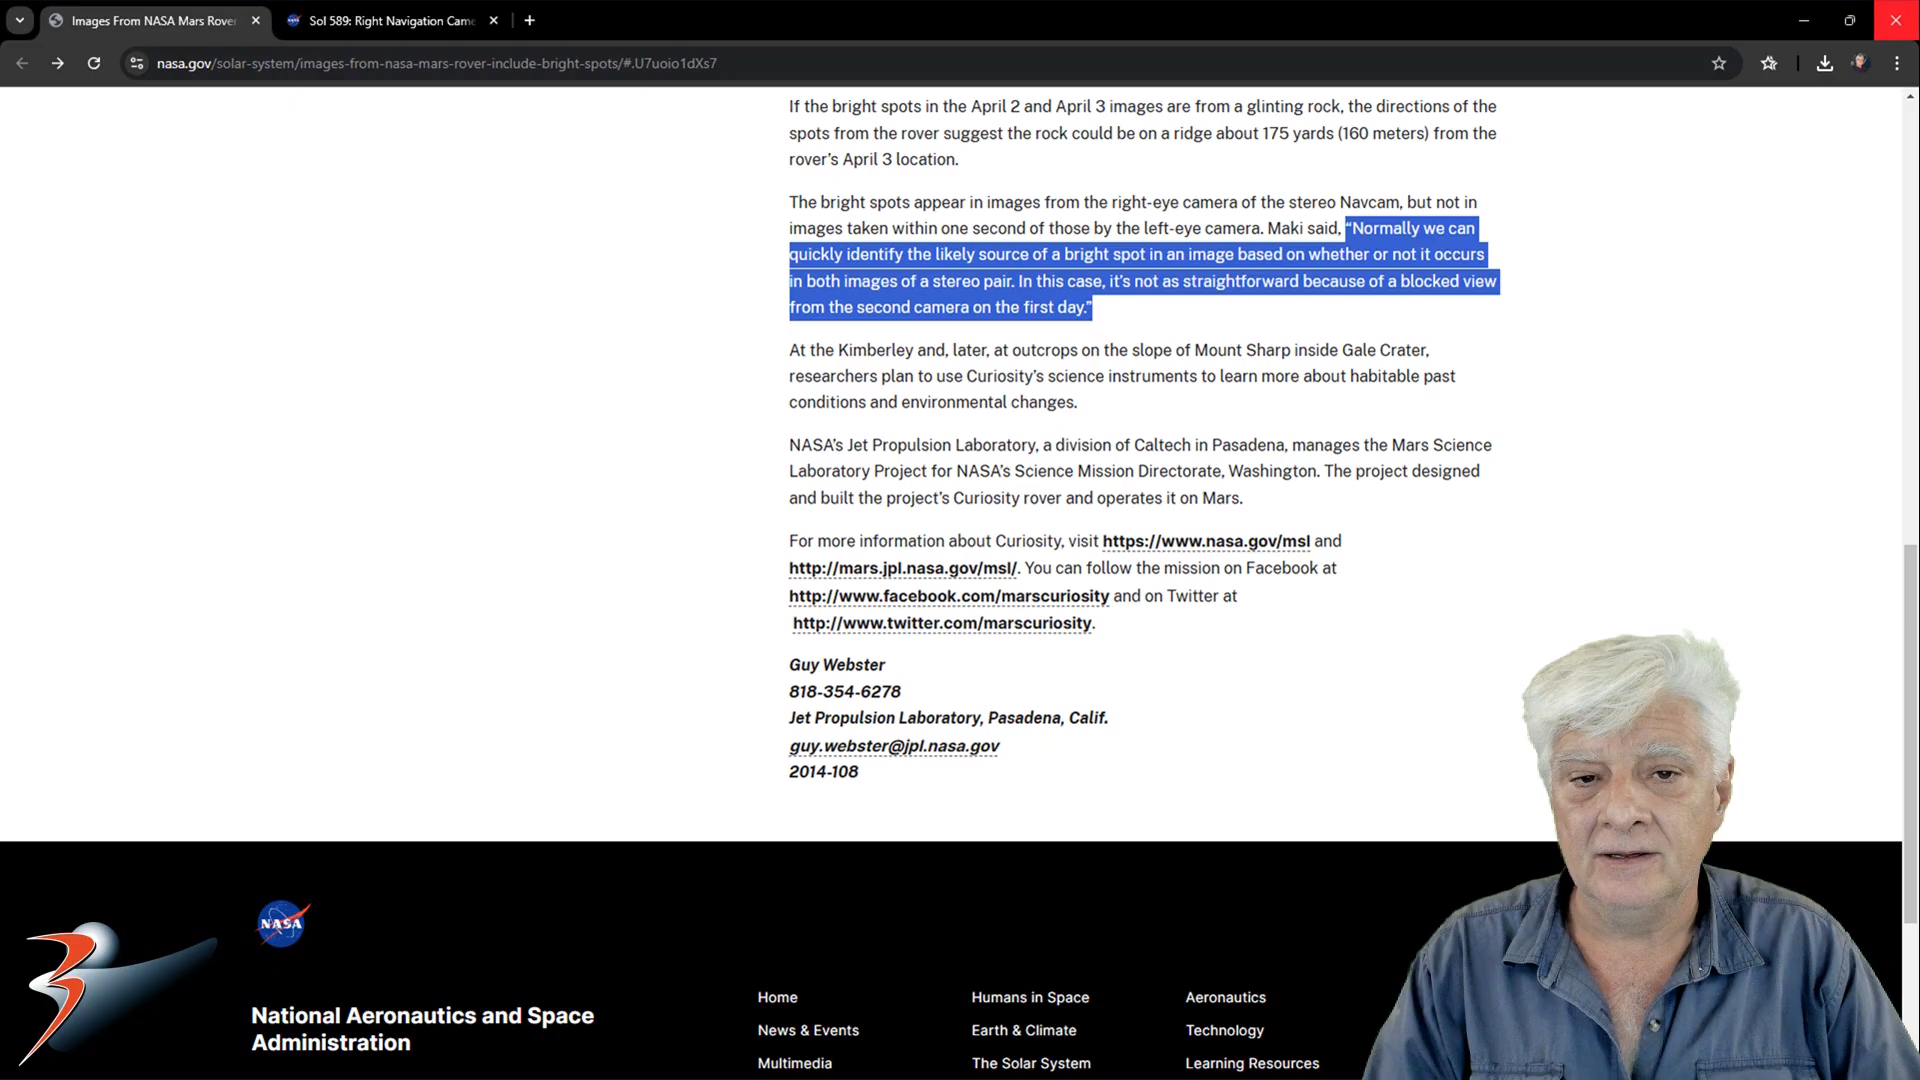 Images From NASA Mars Rover
Sol 589: Right Navigation Came
nasa.gov/solar-system/images-from-nasa-mars-rover-include-bright-spots/#.U7uoio1dXs7
If the bright spots in the April 2 and April 3 images are from a glinting rock, the directions of the
spots from the rover suggest the rock could be on a ridge about 175 yards (160 meters) from the
rover’s April 3 location.
The bright spots appear in images from the right-eye camera of the stereo Navcam, but not in
images taken within one second of those by the left-eye camera. Maki said, “Normally we can
quickly identify the likely source of a bright spot in an image based on whether or not it occurs
in both images of a stereo pair. In this case, it’s not as straightforward because of a blocked view
from the second camera on the first day.”
At the Kimberley and, later, at outcrops on the slope of Mount Sharp inside Gale Crater,
researchers plan to use Curiosity’s science instruments to learn more about habitable past
conditions and environmental changes.
NASA’s Jet Propulsion Laboratory, a division of Caltech in Pasadena, manages the Mars Science
Laboratory Project for NASA’s Science Mission Directorate, Washington. The project designed
and built the project’s Curiosity rover and operates it on Mars.
For more information about Curiosity, visit https://www.nasa.gov/msl and
http://mars.jpl.nasa.gov/msl/. You can follow the mission on Facebook at
http://www.facebook.com/marscuriosity and on Twitter at
http://www.twitter.com/marscuriosity.
Guy Webster
818-354-6278
Jet Propulsion Laboratory, Pasadena, Calif.
guy.webster@jpl.nasa.gov
2014-108
NASA
National Aeronautics and Space
Administration
Home
News & Events
Multimedia
Humans in Space
Earth & Climate
The Solar System
Aeronautics
Technology
Learning Resources